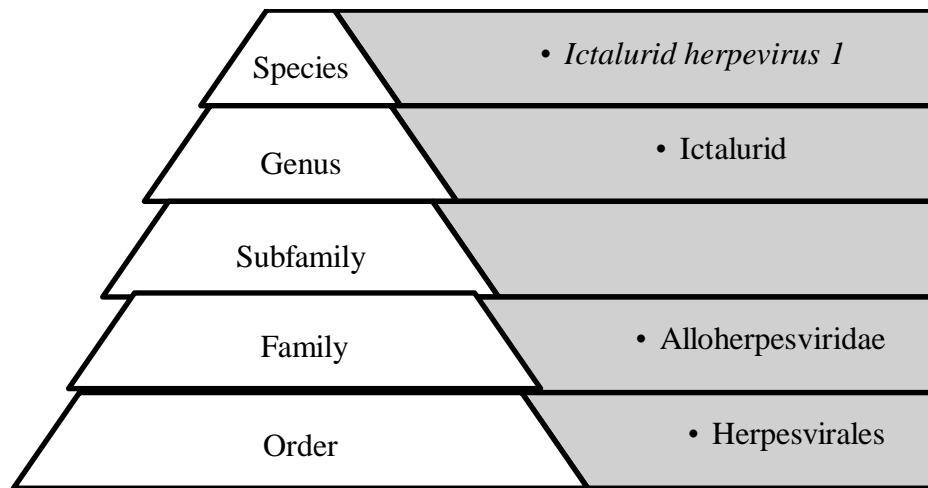 Species
• Ictalurid herpevirus 1
Genus
• Ictalurid
Subfamily
Family
• Alloherpesviridae
Order
• Herpesvirales